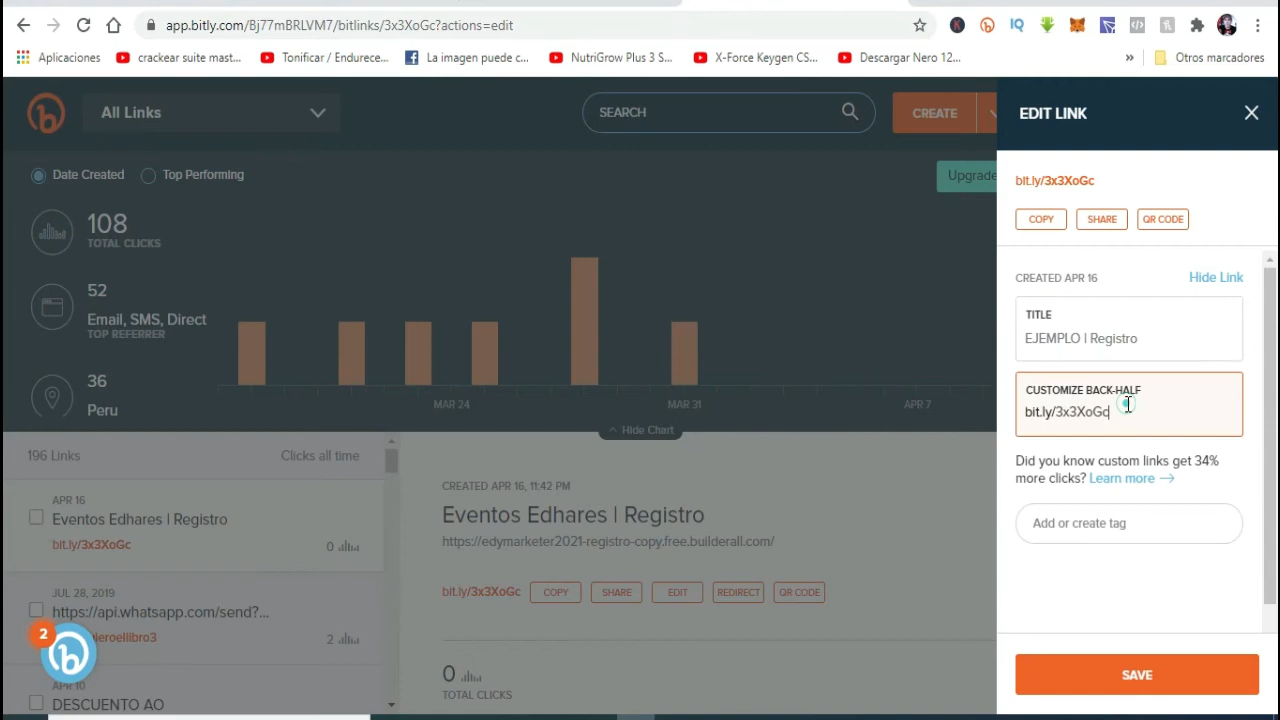 app.bitly.com/Bj77mBRLVM7/bitlinks/3x3XoGc?actions=edit
Aplicaciones
crackear suite mast...
Tonificar / Endurece...
La imagen puede c...
NutriGrow Plus 3 S...
X-Force Keygen CS...
Descargar Nero 12...
»
Otros marcadores
All Links
SEARCH
CREATE
EDIT LINK
Date Created
Top Performing
Upgrade
bit.ly/3x3XoGc
COPY
SHARE
QR CODE
108
TOTAL CLICKS
52
Email, SMS, Direct
TOP REFERRER
36
Peru
MAR 24
MAR 31
APR 7
Hide Chart
CREATED APR 16
Hide Link
TITLE
EJEMPLO | Registro
CUSTOMIZE BACK-HALF
bit.ly/3x3XoGc
Did you know custom links get 34%
more clicks? Learn more
Add or create tag
SAVE
196 Links
Clicks all time
APR 16
Eventos Edhares | Registro
bit.ly/3x3XoGc
0
JUL 28, 2019
https://api.whatsapp.com/send?...
jeroellibro3
2
APR 10
DESCUENTO AO
2
CREATED APR 16, 11:42 PM
Eventos Edhares | Registro
https://edymarketer2021-registro-copy.free.builderall.com/
bit.ly/3x3XoGc
COPY
SHARE
EDIT
REDIRECT
QR CODE
0
TOTAL CLICKS